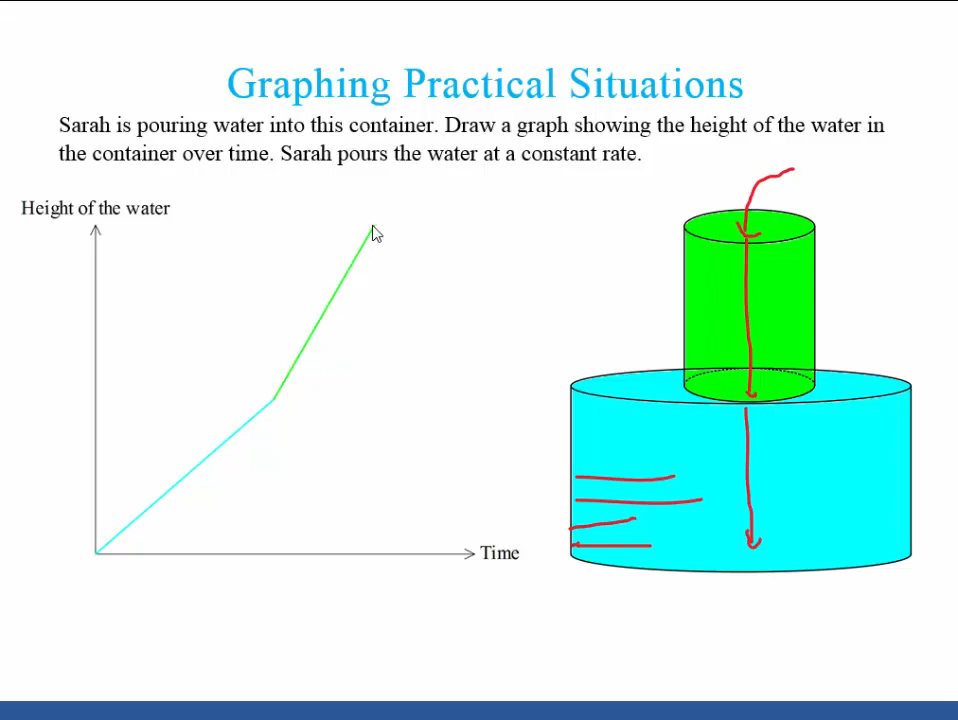 Graphing Practical Situations
Sarah is pouring water into this container. Draw a graph showing the height of the water in
the container over time. Sarah pours the water at a constant rate.
Height of the water
Time